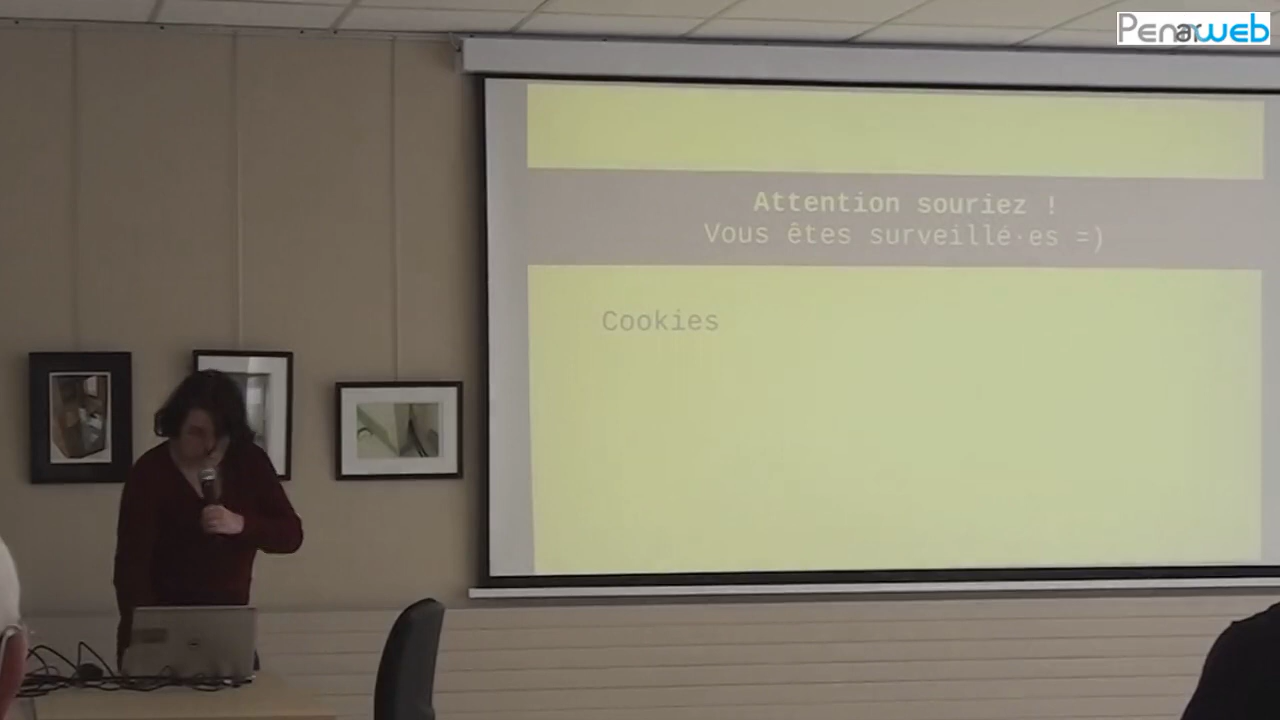 Penarweb
Attention souriez !
Vous êtes surveillé·es =)
Cookies